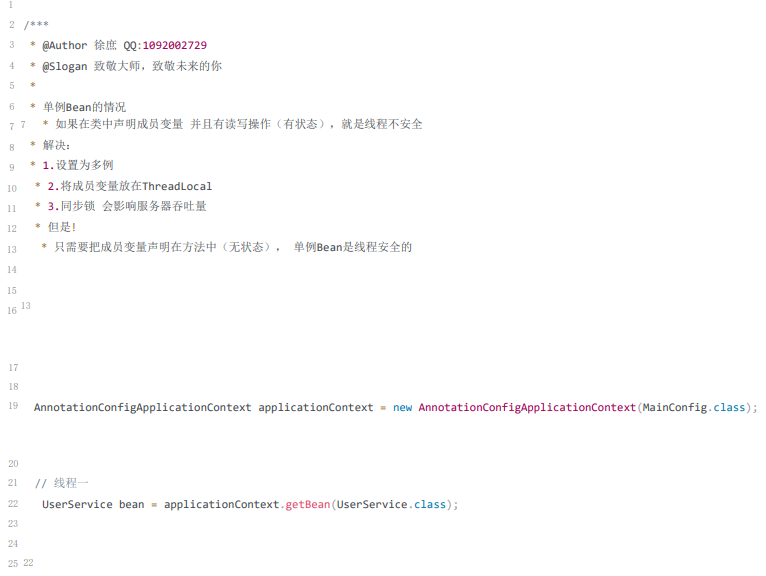 1
2 /***
3 * @Author 徐庶 QQ:1092002729
4 * @Slogan 致敬大师，致敬未来的你
5 *
6 * 单例Bean的情况
7 7 * 如果在类中声明成员变量 并且有读写操作（有状态），就是线程不安全
8 * 解决：
9 * 1.设置为多例
10 * 2.将成员变量放在ThreadLocal
11 * 3.同步锁 会影响服务器吞吐量
12 * 但是!
13 * 只需要把成员变量声明在方法中（无状态）， 单例Bean是线程安全的
14
15
16 13
17
18
19 AnnotationConfigApplicationContext applicationContext = new AnnotationConfigApplicationContext(MainConfig.class);
20
21 // 线程一
22 UserService bean = applicationContext.getBean(UserService.class);
23
24
25 22